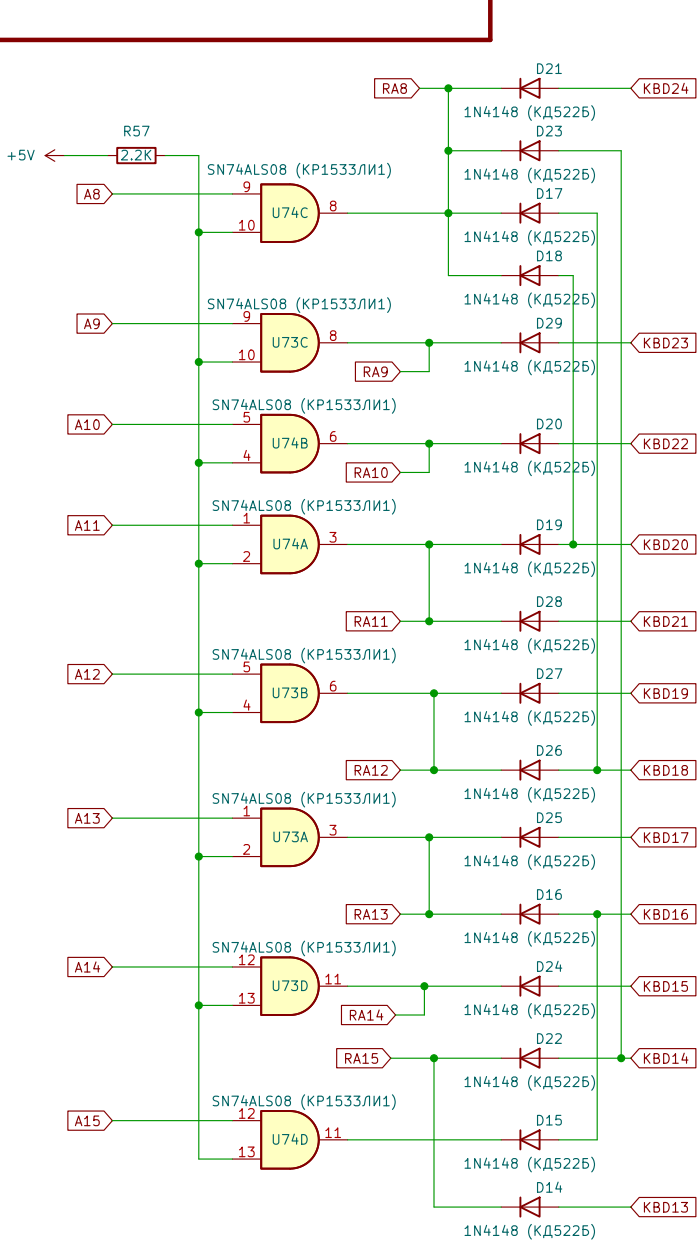 D21
RA8
KBD24
1N4148 (КД522Б)
R57
D23
+5V
2.2K
SN74ALS08 (КР1533ЛИ1)
1N4148 (КД522Б)
A8
9
D17
U74C
8
10
1N4148 (КД522Б)
D18
SN74ALS08 (КР1533ЛИ1)
1N4148 (КД522Б)
A9
9
D29
U73C
8
KBD23
10
RA9
1N4148 (КД522Б)
SN74ALS08 (КР1533ЛИ1)
A10
5
D20
U74B
6
KBD22
4
RA10
1N4148 (КД522Б)
SN74ALS08 (КР1533ЛИ1)
A11
1
D19
U74A
3
KBD20
2
1N4148 (КД522Б)
D28
RA11
KBD21
1N4148 (КД522Б)
SN74ALS08 (КР1533ЛИ1)
A12
5
D27
U73B
6
KBD19
4
1N4148 (КД522Б)
D26
RA12
KBD18
1N4148 (КД522Б)
SN74ALS08 (КР1533ЛИ1)
A13
1
D25
U73A
3
KBD17
2
1N4148 (КД522Б)
D16
RA13
KBD16
1N4148 (КД522Б)
SN74ALS08 (КР1533ЛИ1)
A14
12
D24
U73D
11
KBD15
13
RA14
1N4148 (КД522Б)
D22
RA15
KBD14
1N4148 (КД522Б)
SN74ALS08 (КР1533ЛИ1)
A15
12
D15
U74D
11
13
1N4148 (КД522Б)
D14
KBD13
1N4148 (КД522Б)